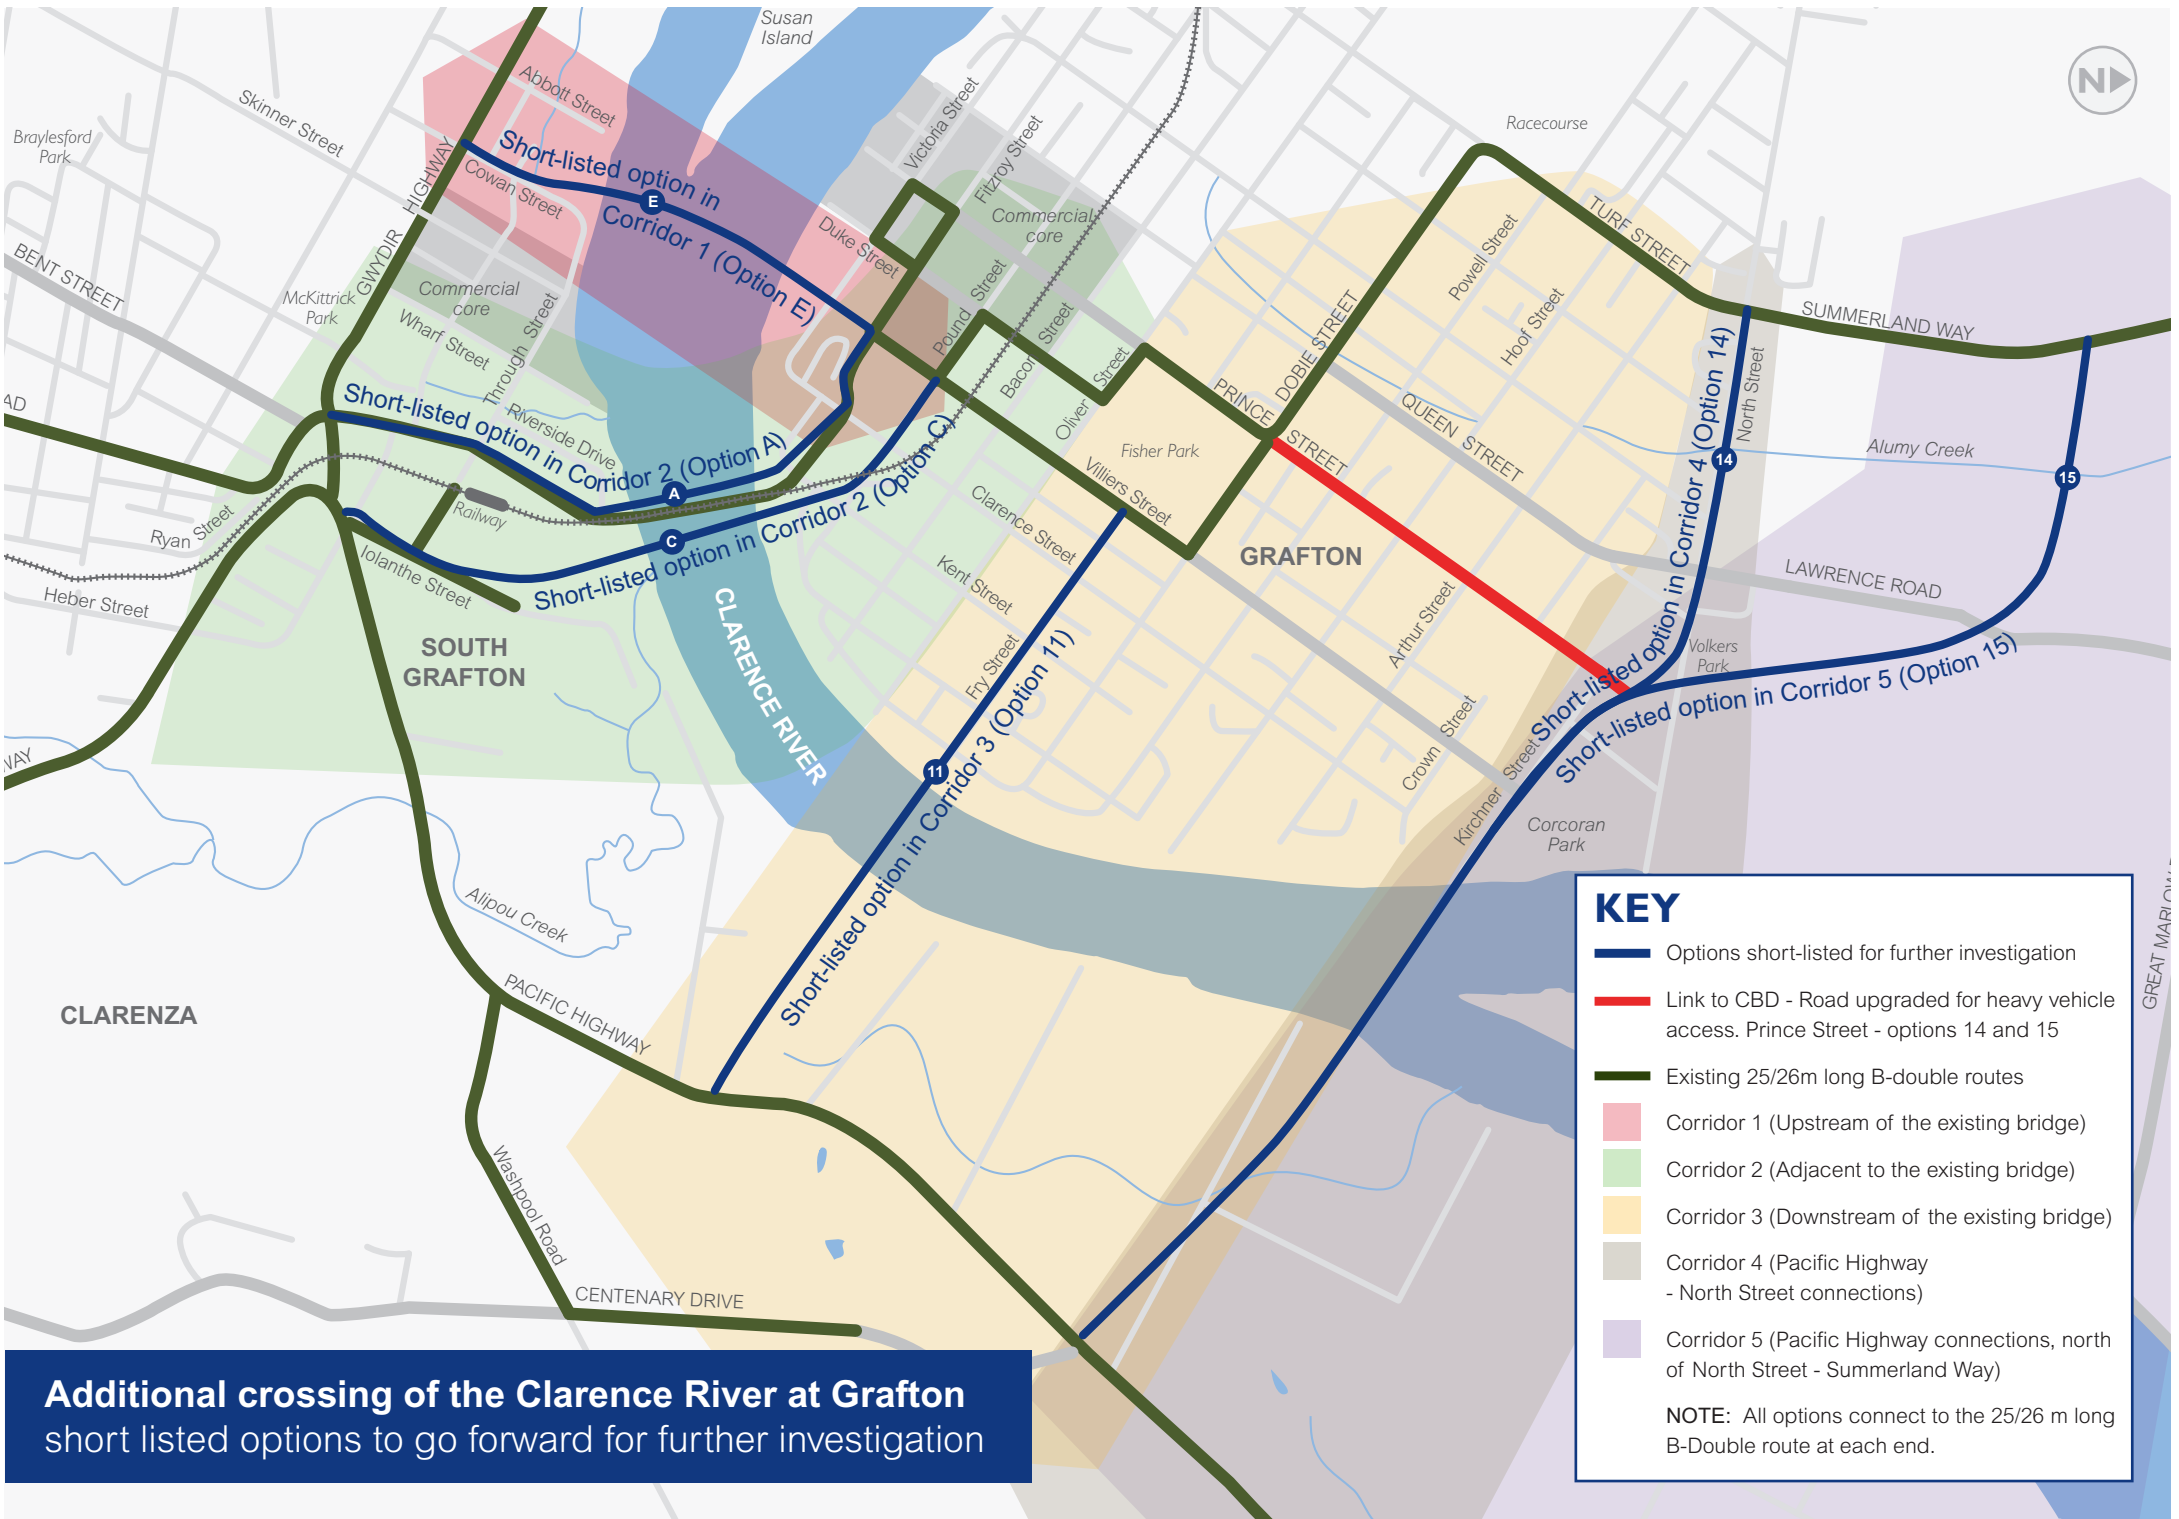 Susan
Island
N
Abbott Street
Skinner Street
Braylesford
Park
Victoria Street
Fitzroy Street
Racecourse
Short-listed option in
Corridor 1 (Option E)
E
HIGHWAY
GWYDIR
Cowan Street
Duke Street
Commercial
core
Powell Street
TURF STREET
BENT STREET
McKittrick
Park
Commercial
core
Wharf Street
Through Street
Pound Street
Bacon Street
Oliver Street
DOBIE STREET
Hoof Street
SUMMERLAND WAY
North Street
AD
Short-listed option in Corridor 2 (Option A)
A
Riverside Drive
PRINCE STREET
QUEEN STREET
Alumy Creek
14
15
Short-listed option in Corridor 4 (Option 14)
Fisher Park
Villiers Street
Clarence Street
Railway
Ryan Street
C
Short-listed option in Corridor 2 (Option C)
Iolanthe Street
Heber Street
Kent Street
GRAFTON
LAWRENCE ROAD
SOUTH
GRAFTON
CLARENCE RIVER
Fry Street
Arthur Street
Volkers
Park
Short-listed option in Corridor 5 (Option 15)
WAY
11
Short-listed option in Corridor 3 (Option 11)
Crown Street
Kirchner Street
Corcoran
Park
Alipou Creek
CLARENZA
PACIFIC HIGHWAY
GREAT MARLOW
Washpool Road
CENTENARY DRIVE
KEY
Options short-listed for further investigation
Link to CBD - Road upgraded for heavy vehicle
access. Prince Street - options 14 and 15
Existing 25/26m long B-double routes
Corridor 1 (Upstream of the existing bridge)
Corridor 2 (Adjacent to the existing bridge)
Corridor 3 (Downstream of the existing bridge)
Corridor 4 (Pacific Highway
- North Street connections)
Corridor 5 (Pacific Highway connections, north
of North Street - Summerland Way)
NOTE: All options connect to the 25/26 m long
B-Double route at each end.
Additional crossing of the Clarence River at Grafton
short listed options to go forward for further investigation